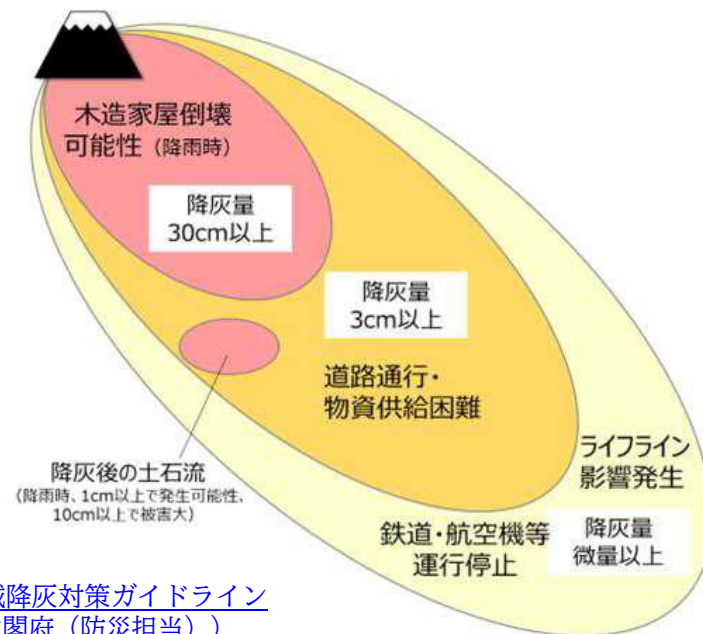 木造家屋倒壊
可能性（降雨時）
降灰量
30cm以上
降灰量
3cm以上
道路通行・
物資供給困難
ライフライン
影響発生
降灰後の土石流
（降雨時、1cm以上で発生可能性、
10cm以上で被害大）
鉄道・航空機等
運行停止
降灰量
微量以上
降灰対策ガイドライン
閣府（防災担当））